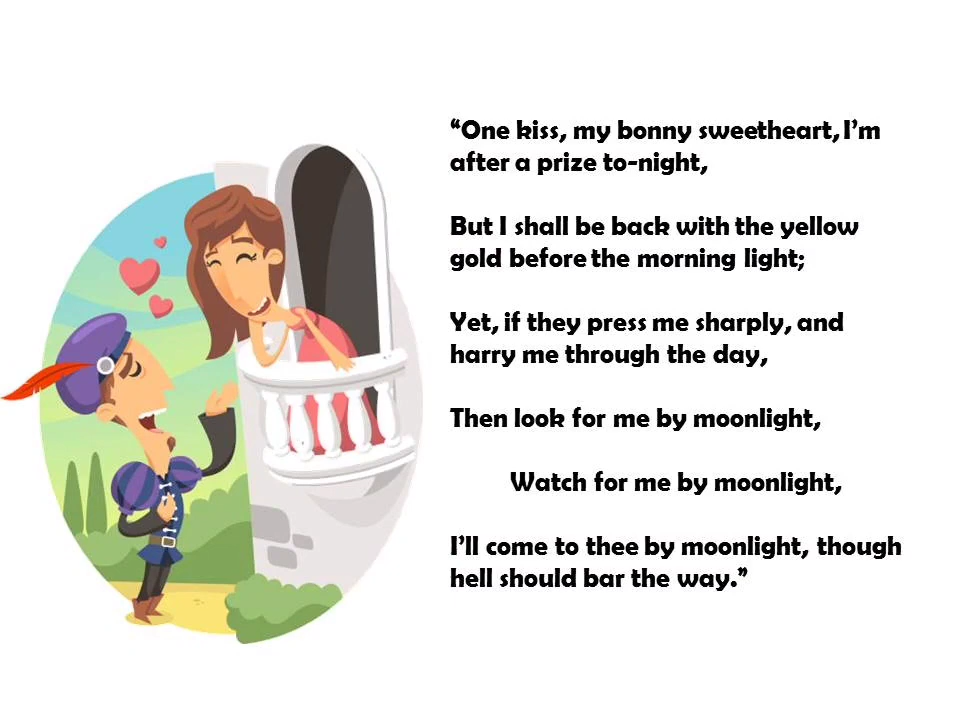 “One kiss, my bonny sweetheart, I’m
after a prize to-night,
But I shall be back with the yellow
gold before the morning light;
Yet, if they press me sharply, and
harry me through the day,
Then look for me by moonlight,
Watch for me by moonlight,
I’ll come to thee by moonlight, though
hell should bar the way.”